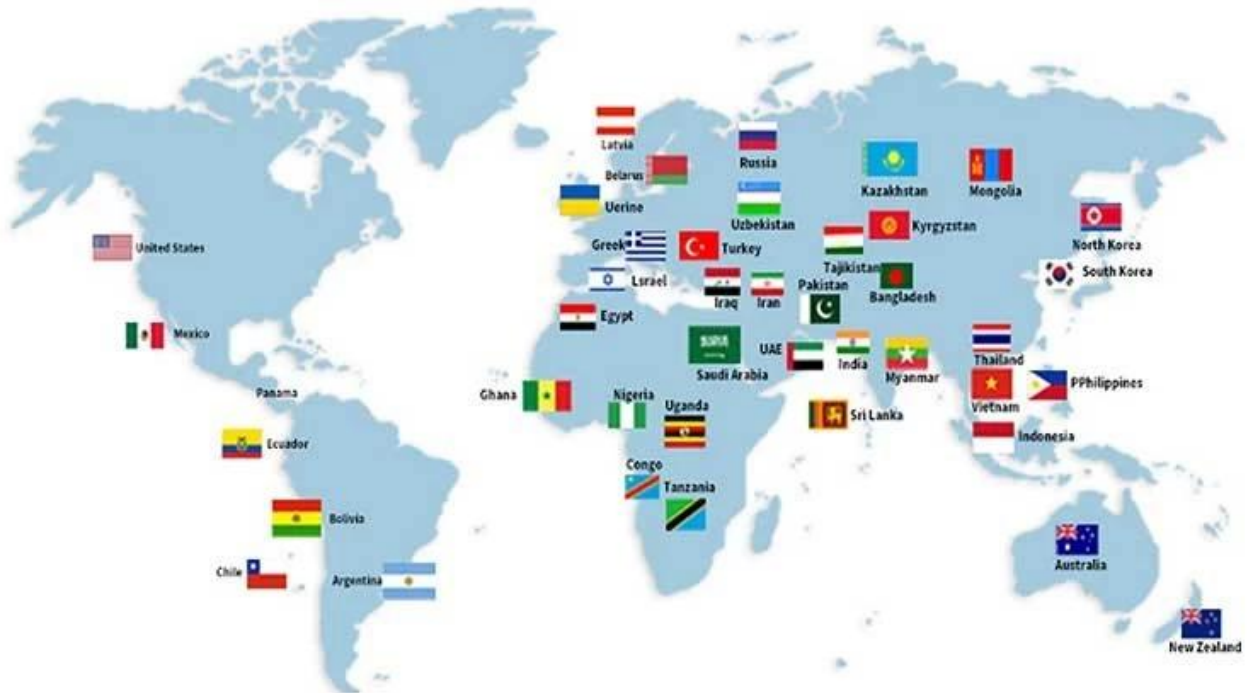 Latvia
Russia
Belarus
Kazakhstan
Mongolia
Uerine
Uzbekistan
Kyrgyzstan
North Korea
United States
Greek
Turkey
Tajikistan
South Korea
Lsrael
Iraq
Iran
Pakistan
Bangladesh
Egypt
Mexico
Saudi Arabia
UAE
India
Myanmar
Thailand
Panama
Ghana
Nigeria
Uganda
Sri Lanka
Vietnam
PPhilippines
Ecuador
Indonesia
Congo
Tanzania
Bolivia
Chile
Argentina
Australia
New Zealand